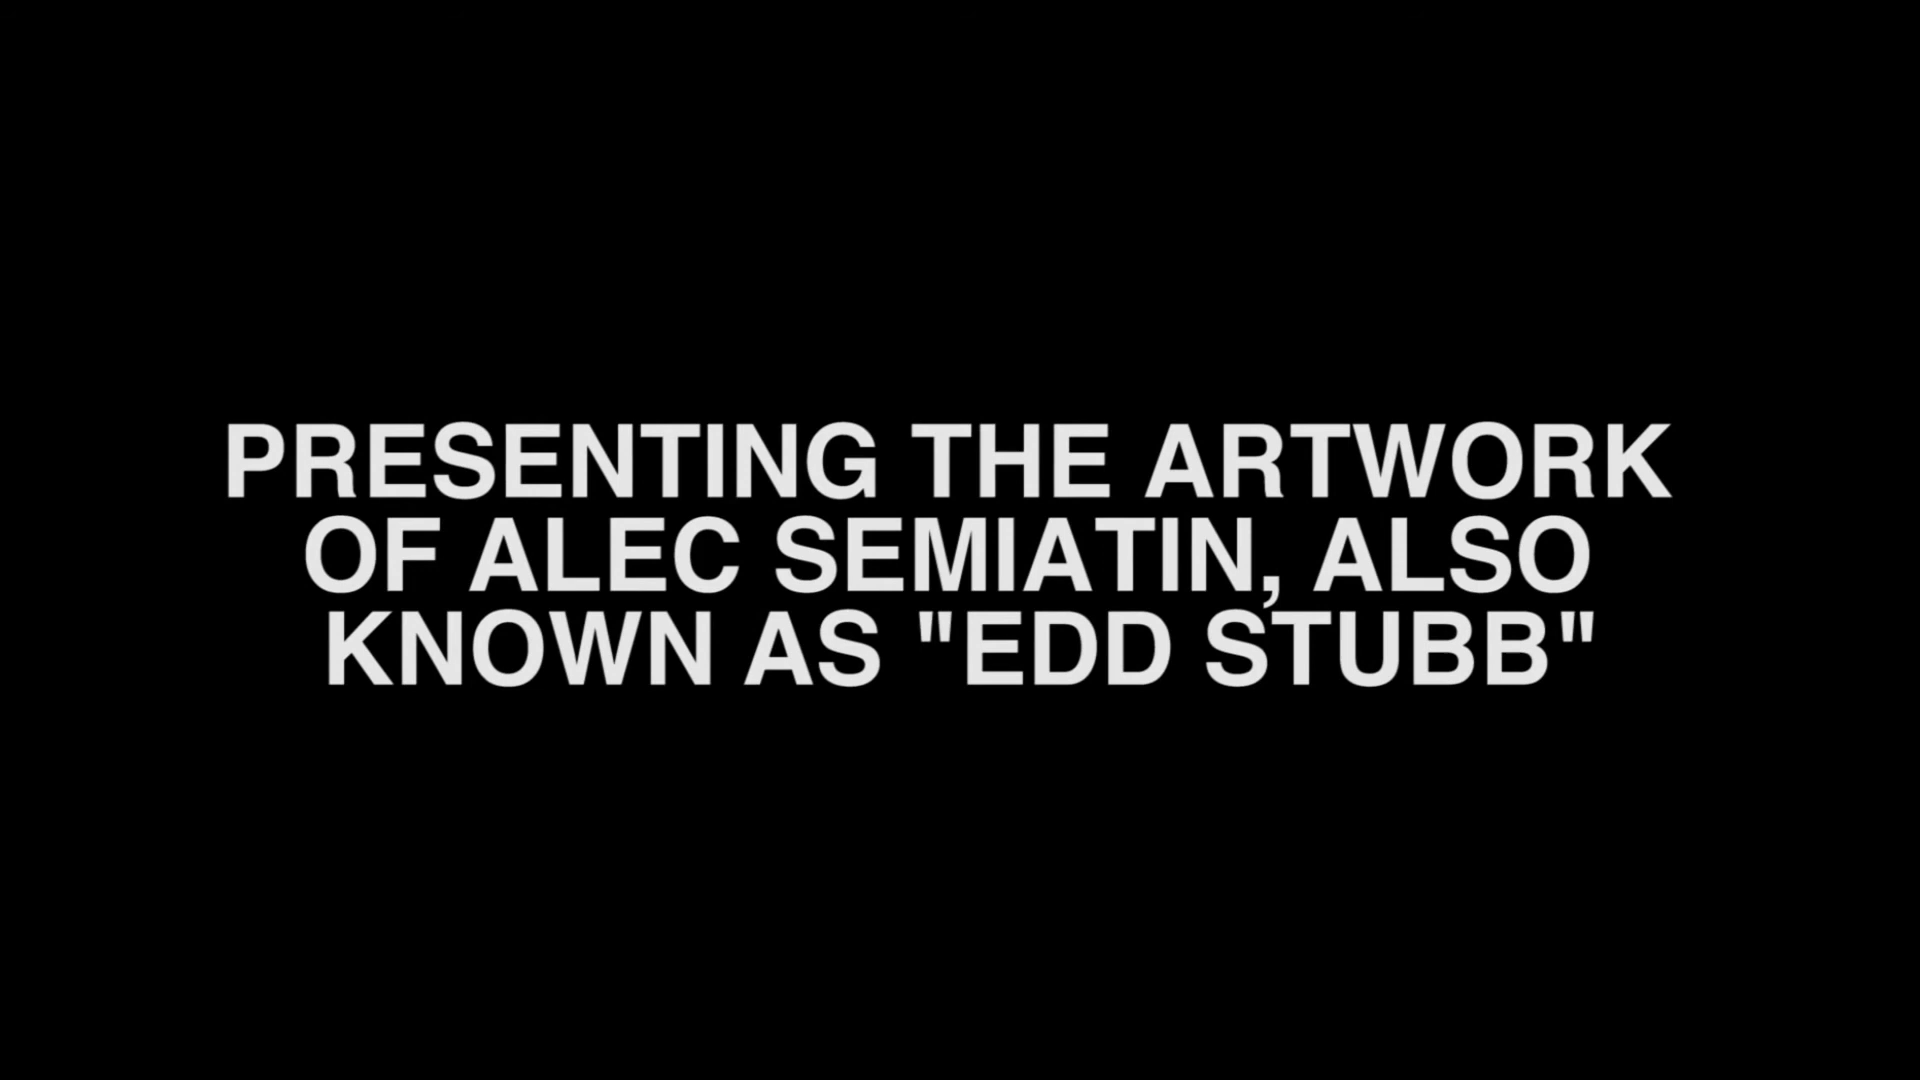 PRESENTING THE ARTWORK
OF ALEC SEMIATIN, ALSO
KNOWN AS "EDD STUBB"